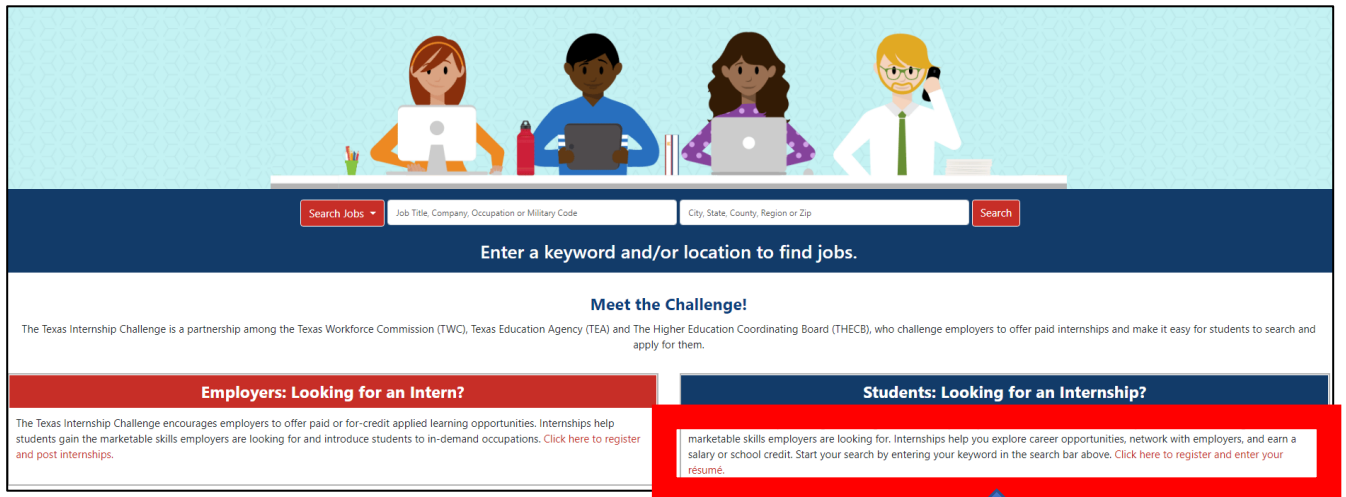 Search Jobs
Job Title, Company, Occupation or Military Code
City, State, County, Region or Zip
Search
Enter a keyword and/or location to find jobs.
Meet the Challenge!
The Texas Internship Challenge is a partnership among the Texas Workforce Commission (TWC), Texas Education Agency (TEA) and The Higher Education Coordinating Board (THECB), who challenge employers to offer paid internships and make it easy for students to search and
apply for them.
Employers: Looking for an Intern?
The Texas Internship Challenge encourages employers to offer paid or for-credit applied learning opportunities. Internships help
students gain the marketable skills employers are looking for and introduce students to in-demand occupations. Click here to register
and post internships.
Students: Looking for an Internship?
marketable skills employers are looking for. Internships help you explore career opportunities, network with employers, and earn a
salary or school credit. Start your search by entering your keyword in the search bar above. Click here to register and enter your
résumé.